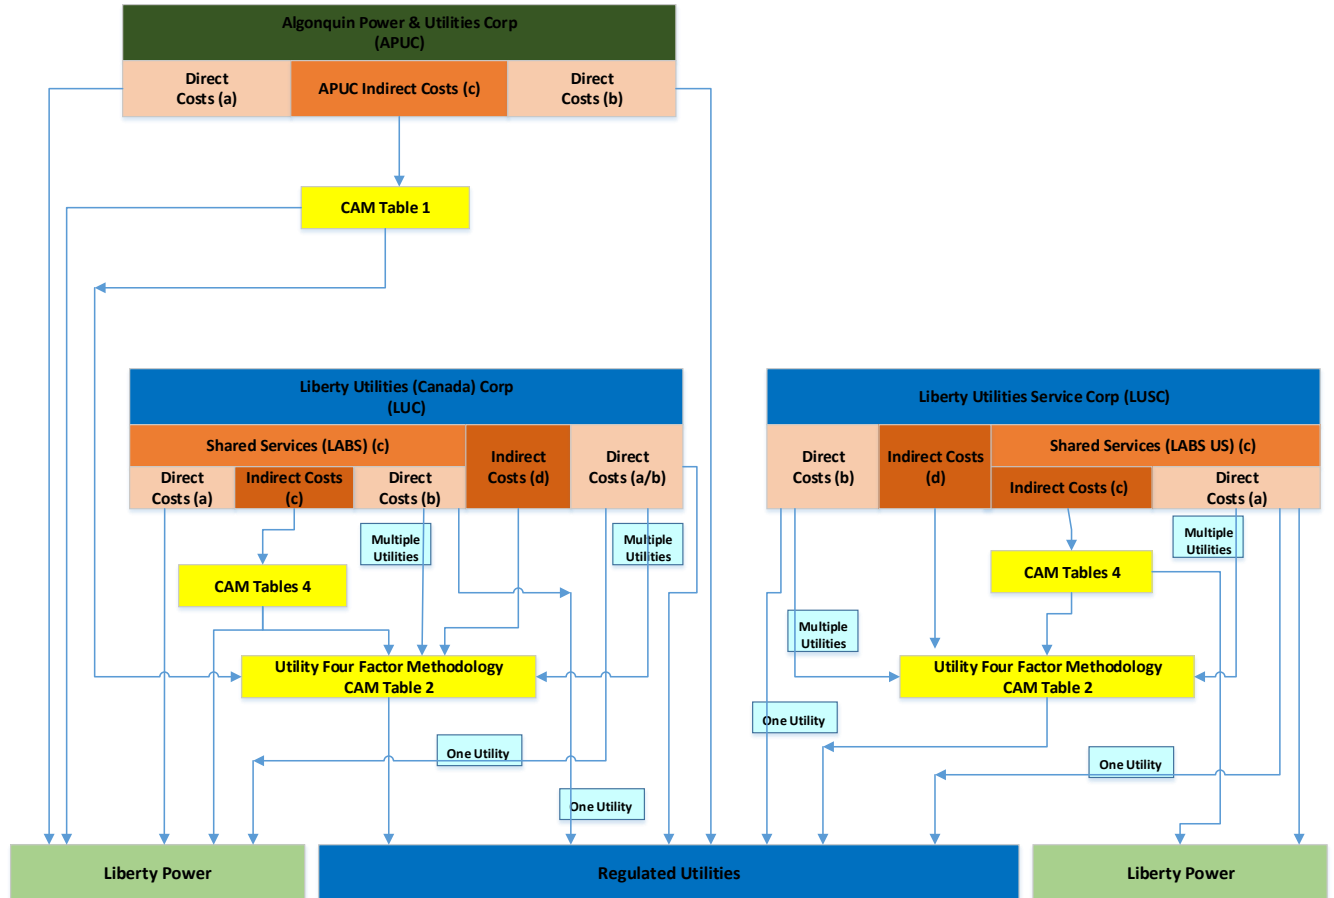 Algonquin Power & Utilities Corp
(APUC)
Direct
Costs (a)
APUC Indirect Costs (c)
Direct
Costs (b)
CAM Table 1
Liberty Utilities (Canada) Corp
(LUC)
Shared Services (LABS) (c)
Direct
Costs (a)
Indirect Costs
(c)
Direct
Costs (b)
Indirect
Costs (d)
Direct
Costs (a/b)
Multiple
Utilities
Multiple
Utilities
CAM Tables 4
Utility Four Factor Methodology
CAM Table 2
One Utility
One Utility
Liberty Utilities Service Corp (LUSC)
Direct
Costs (b)
Indirect Costs
(d)
Shared Services (LABS US) (c)
Indirect Costs (c)
Direct
Costs (a)
Multiple
Utilities
CAM Tables 4
Multiple
Utilities
Utility Four Factor Methodology
CAM Table 2
One Utility
One Utility
Liberty Power
Regulated Utilities
Liberty Power